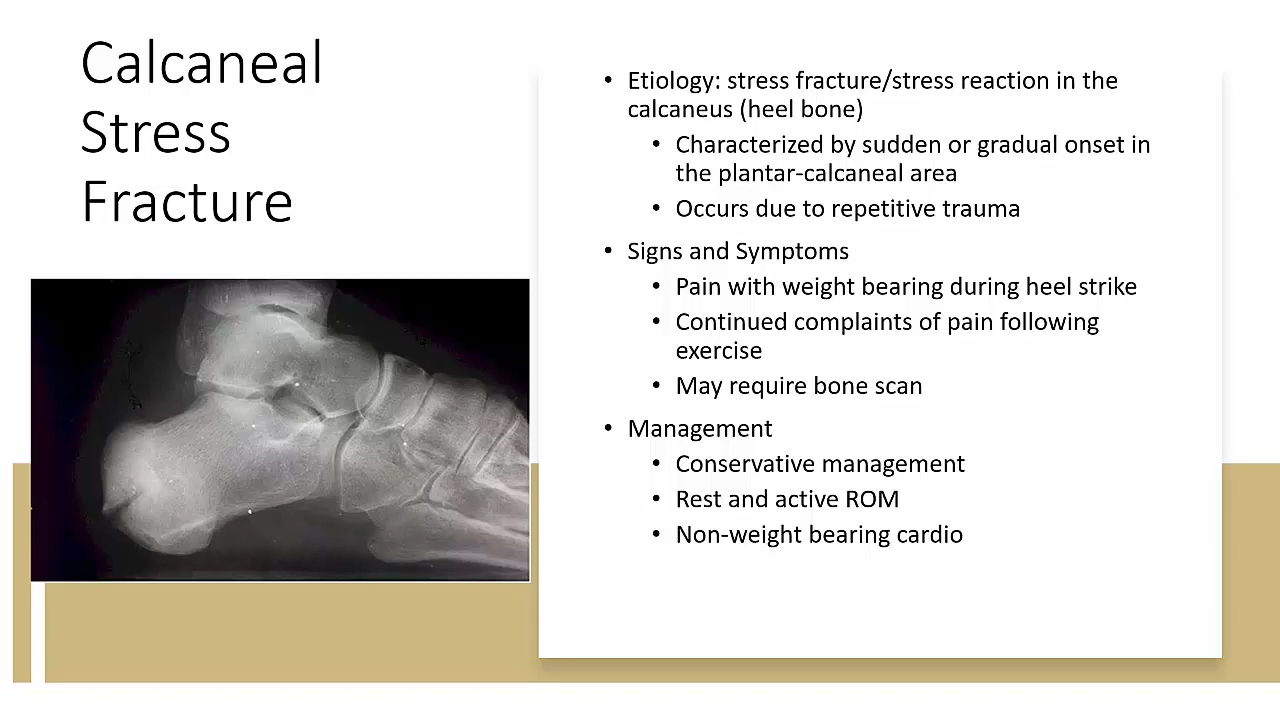 Calcaneal
Stress
Fracture
• Etiology: stress fracture/stress reaction in the
calcaneus (heel bone)
• Characterized by sudden or gradual onset in
the plantar-calcaneal area
• Occurs due to repetitive trauma
• Signs and Symptoms
• Pain with weight bearing during heel strike
• Continued complaints of pain following
exercise
• May require bone scan
• Management
• Conservative management
• Rest and active ROM
• Non-weight bearing cardio